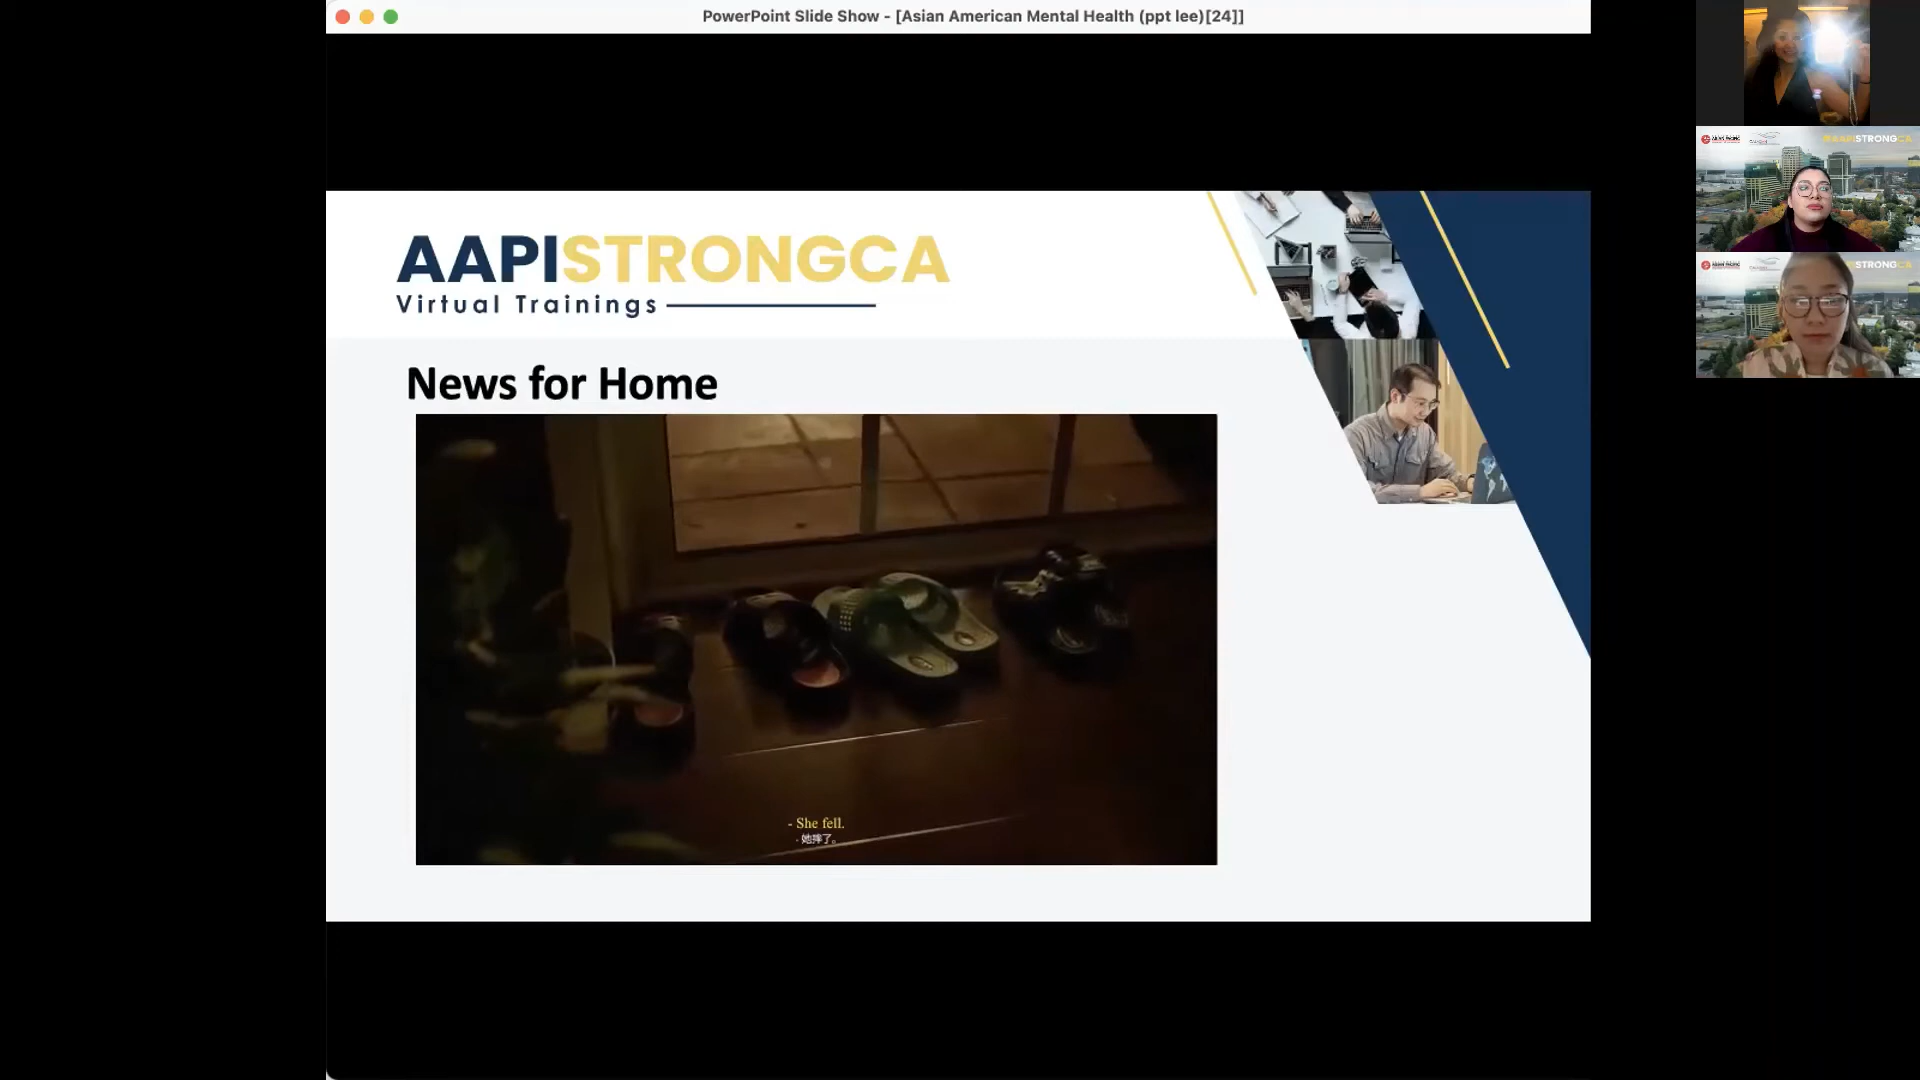 PowerPoint Slide Show - [Asian American Mental Health (ppt lee)[24]]
AAPISTRONGCA
Virtual Trainings
News for Home
- She fell.
- 她摔了。
#AAPISTRONGCA
STRONGCA